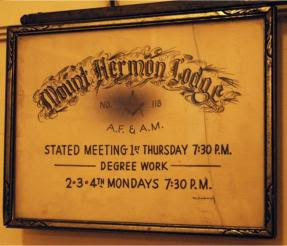 Mount Hermon Lodge
NO. 118
A.F. & A.M.
STATED MEETING 1ST THURSDAY 7:30 P.M.
DEGREE WORK
2-3-4TH MONDAYS 7:30 P.M.